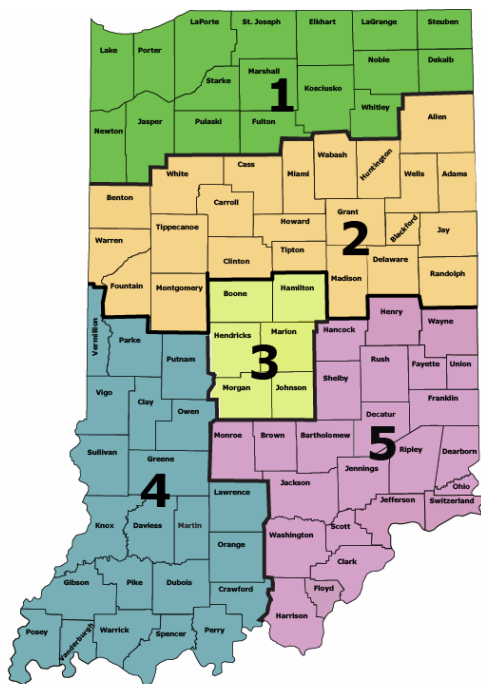 LaPorte
St. Joseph
Elkhart
LaGrange
Steuben
Lake
Porter
Noble
Dekalb
Marshall
Starke
1
Kosciusko
Whitley
Newton
Jasper
Pulaski
Fulton
Allen
Wabash
Huntington
White
Cass
Miami
Wells
Adams
Benton
Carroll
Grant
Blackford
Howard
Jay
Warren
Tippecanoe
2
Clinton
Tipton
Madison
Delaware
Randolph
Fountain
Montgomery
Boone
Hamilton
Henry
Wayne
Hancock
Vermillion
Parke
Hendricks
Marion
Putnam
3
Rush
Fayette
Union
Shelby
Vigo
Morgan
Johnson
Clay
Owen
Franklin
Decatur
Monroe
Brown
Bartholomew
5
Ripley
Dearborn
Sullivan
Greene
Jennings
Ohio
4
Lawrence
Jackson
Jefferson
Switzerland
Knox
Daviess
Martin
Scott
Washington
Orange
Clark
Gibson
Pike
Dubois
Crawford
Floyd
Harrison
Posey
Vanderburgh
Warrick
Spencer
Perry